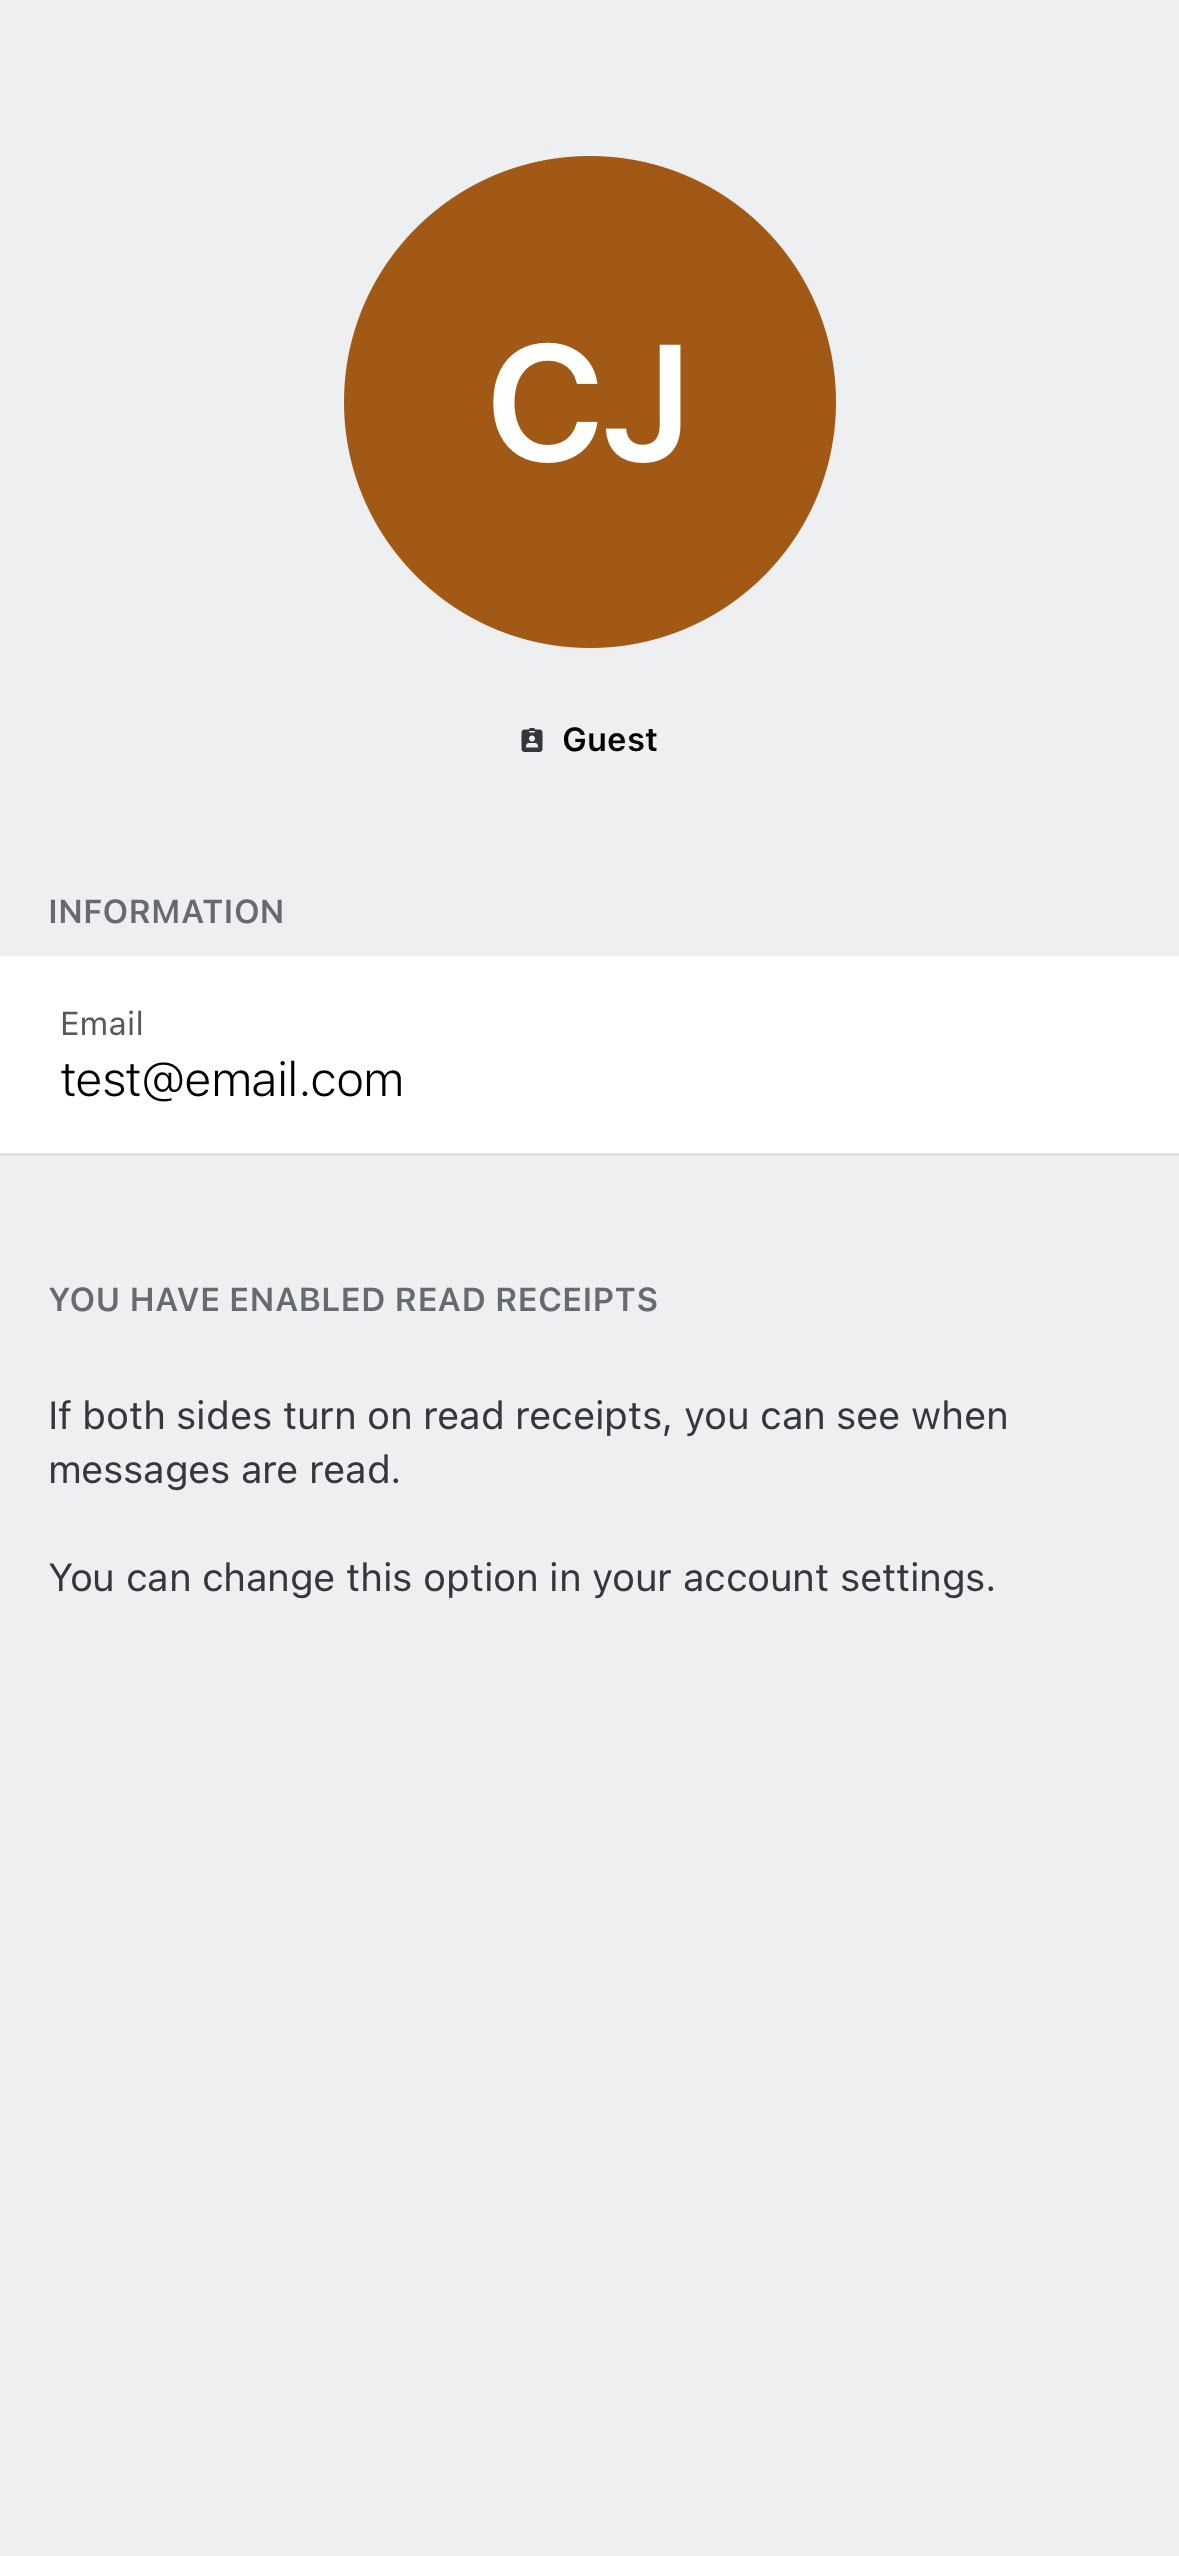 CJ
Guest
INFORMATION
Email
test@email.com
YOU HAVE ENABLED READ RECEIPTS
If both sides turn on read receipts, you can see when
messages are read.
You can change this option in your account settings.